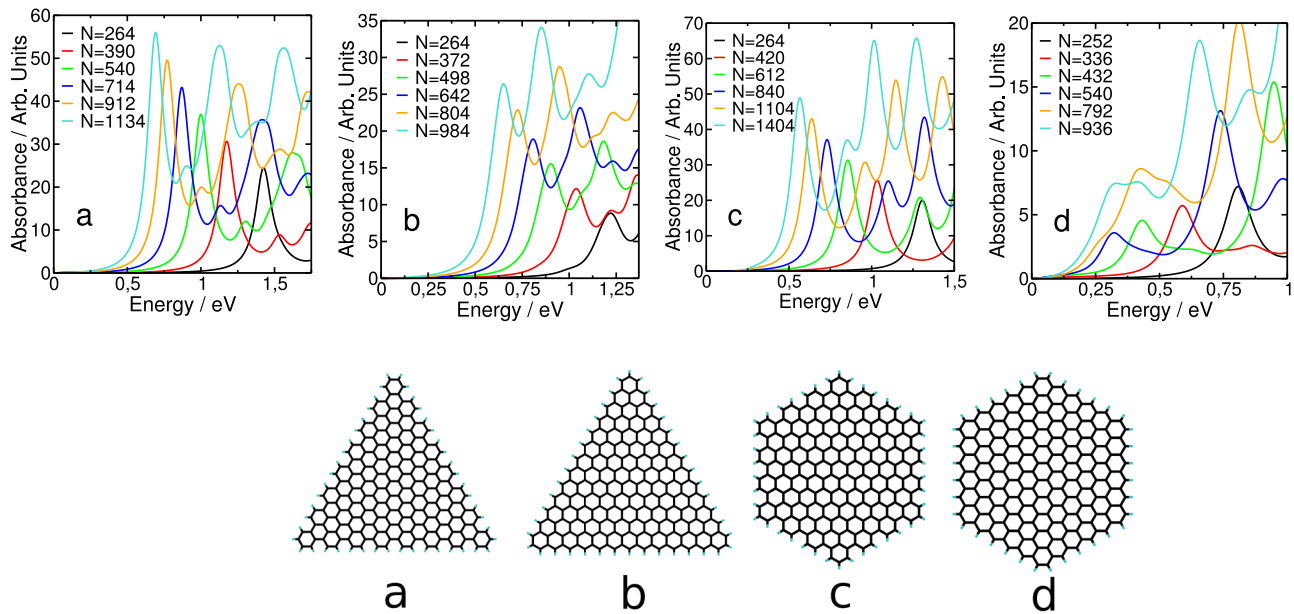 60
50
40
30
20
10
0
Absorbance / Arb. Units
N=264
N=390
N=540
N=714
N=912
N=1134
a
0
0,5
1
1,5
Energy / eV
35
30
25
20
15
10
5
0
Absorbance / Arb. Units
N=264
N=372
N=498
N=642
N=804
N=984
b
0
0,25
0,5
0,75
1
1,25
Energy / eV
70
60
50
40
30
20
10
0
Absorbance / Arb. Units
N=264
N=420
N=612
N=840
N=1104
N=1404
c
0
0,5
1
1,5
Energy / eV
20
15
10
5
0
Absorbance / Arb. Units
N=252
N=336
N=432
N=540
N=792
N=936
d
0
0,25
0,5
0,75
1
Energy / eV
a b c d